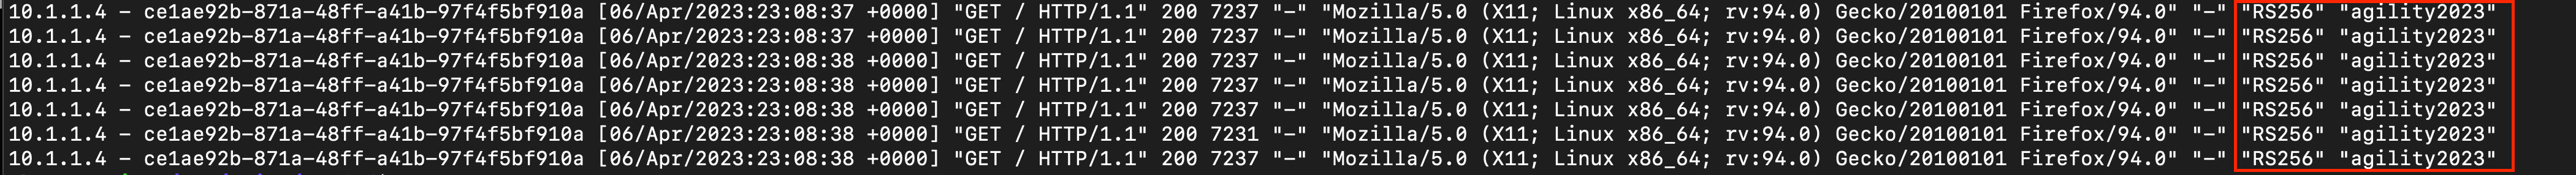 10.1.1.4 - ce1ae92b-871a-48ff-a41b-97f4f5bf910a [06/Apr/2023:23:08:37 +0000] "GET / HTTP/1.1" 200 7237 "-" "Mozilla/5.0 (X11; Linux x86_64; rv:94.0) Gecko/20100101 Firefox/94.0" "-" "RS256" "agility2023"
10.1.1.4 - ce1ae92b-871a-48ff-a41b-97f4f5bf910a [06/Apr/2023:23:08:37 +0000] "GET / HTTP/1.1" 200 7237 "-" "Mozilla/5.0 (X11; Linux x86_64; rv:94.0) Gecko/20100101 Firefox/94.0" "-" "RS256" "agility2023"
10.1.1.4 - ce1ae92b-871a-48ff-a41b-97f4f5bf910a [06/Apr/2023:23:08:38 +0000] "GET / HTTP/1.1" 200 7237 "-" "Mozilla/5.0 (X11; Linux x86_64; rv:94.0) Gecko/20100101 Firefox/94.0" "-" "RS256" "agility2023"
10.1.1.4 - ce1ae92b-871a-48ff-a41b-97f4f5bf910a [06/Apr/2023:23:08:38 +0000] "GET / HTTP/1.1" 200 7237 "-" "Mozilla/5.0 (X11; Linux x86_64; rv:94.0) Gecko/20100101 Firefox/94.0" "-" "RS256" "agility2023"
10.1.1.4 - ce1ae92b-871a-48ff-a41b-97f4f5bf910a [06/Apr/2023:23:08:38 +0000] "GET / HTTP/1.1" 200 7237 "-" "Mozilla/5.0 (X11; Linux x86_64; rv:94.0) Gecko/20100101 Firefox/94.0" "-" "RS256" "agility2023"
10.1.1.4 - ce1ae92b-871a-48ff-a41b-97f4f5bf910a [06/Apr/2023:23:08:38 +0000] "GET / HTTP/1.1" 200 7231 "-" "Mozilla/5.0 (X11; Linux x86_64; rv:94.0) Gecko/20100101 Firefox/94.0" "-" "RS256" "agility2023"
10.1.1.4 - ce1ae92b-871a-48ff-a41b-97f4f5bf910a [06/Apr/2023:23:08:38 +0000] "GET / HTTP/1.1" 200 7237 "-" "Mozilla/5.0 (X11; Linux x86_64; rv:94.0) Gecko/20100101 Firefox/94.0" "-" "RS256" "agility2023"